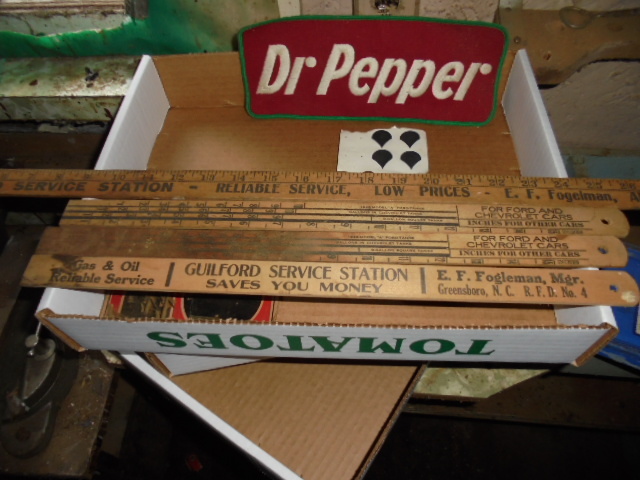 Dr Pepper
SERVICE STATION - RELIABLE SERVICE, LOW PRICES - E. F. Fogleman,
FOR FORD AND
CHEVROLET CARS
INCHES FOR OTHER CARS
FOR FORD AND
CHEVROLET CARS
INCHES FOR OTHER CARS
Gas & Oil
Reliable Service
GUILFORD SERVICE STATION
SAVES YOU MONEY
E. F. Fogleman, Mgr.
Greensboro, N. C. R. F. D. No. 4
TOMATOES